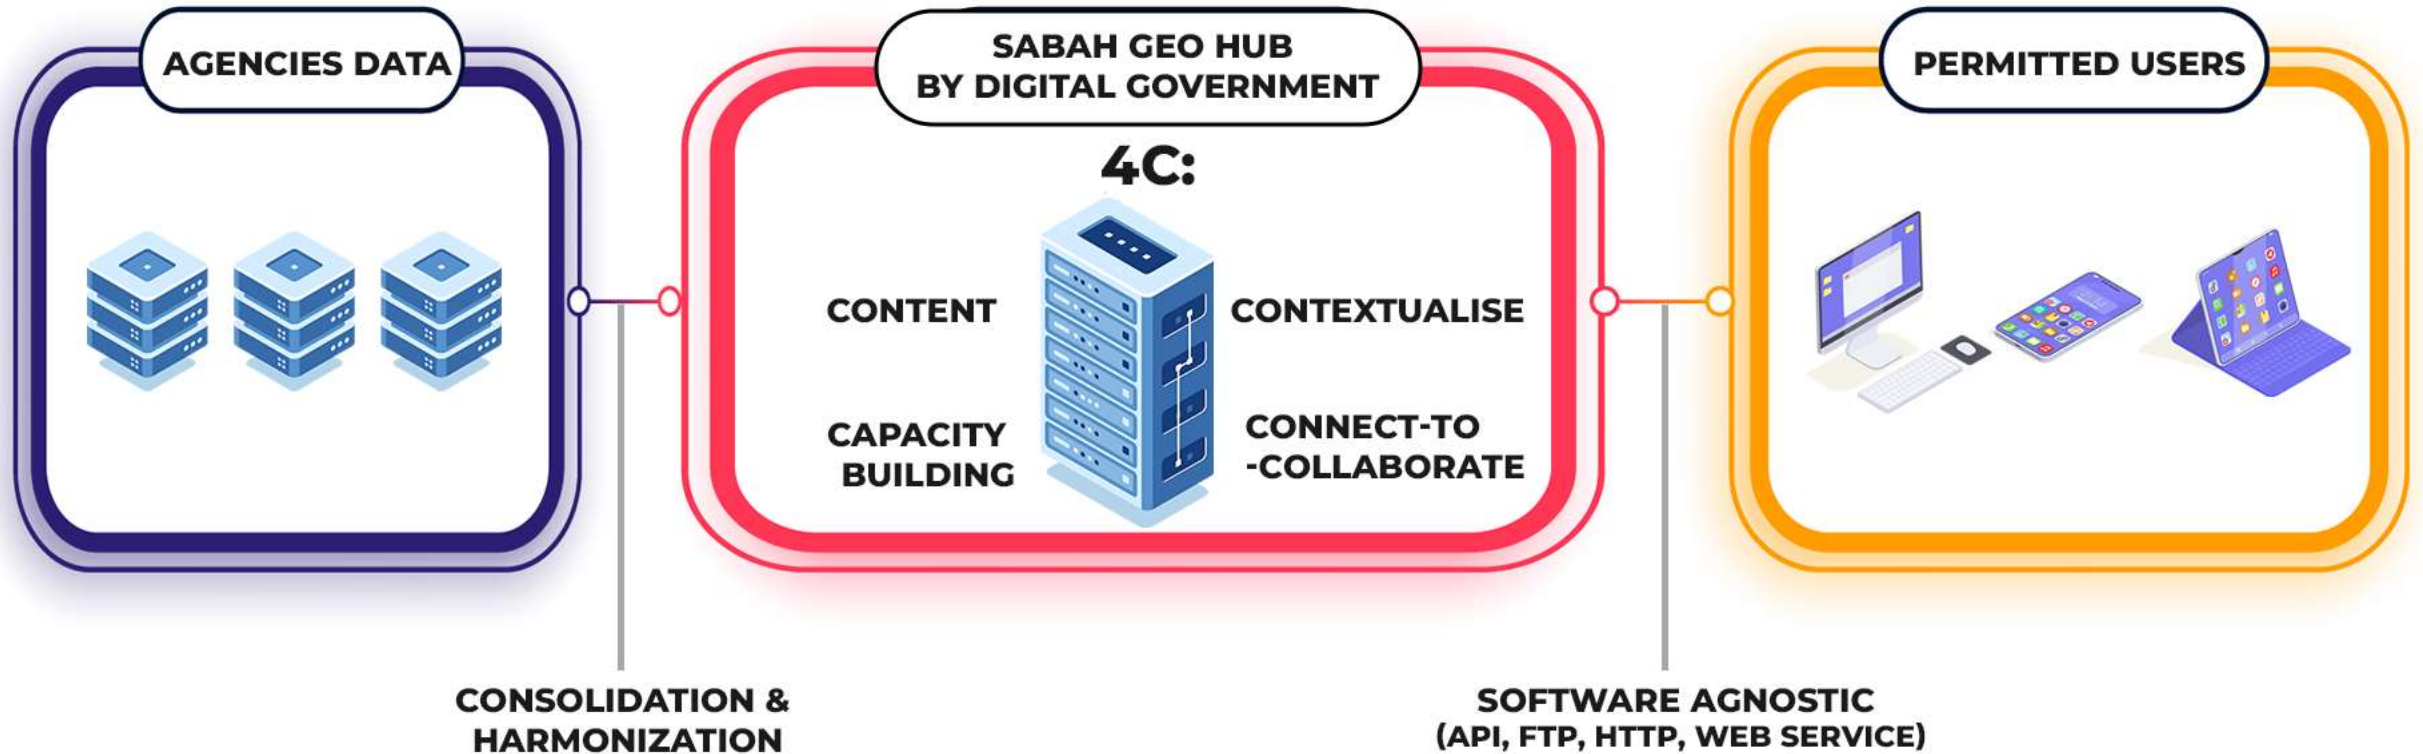 AGENCIES DATA
SABAH GEO HUB
BY DIGITAL GOVERNMENT
PERMITTED USERS
4C:
CONTENT
CONTEXTUALISE
CAPACITY
BUILDING
CONNECT-TO
-COLLABORATE
CONSOLIDATION &
HARMONIZATION
SOFTWARE AGNOSTIC
(API, FTP, HTTP, WEB SERVICE)